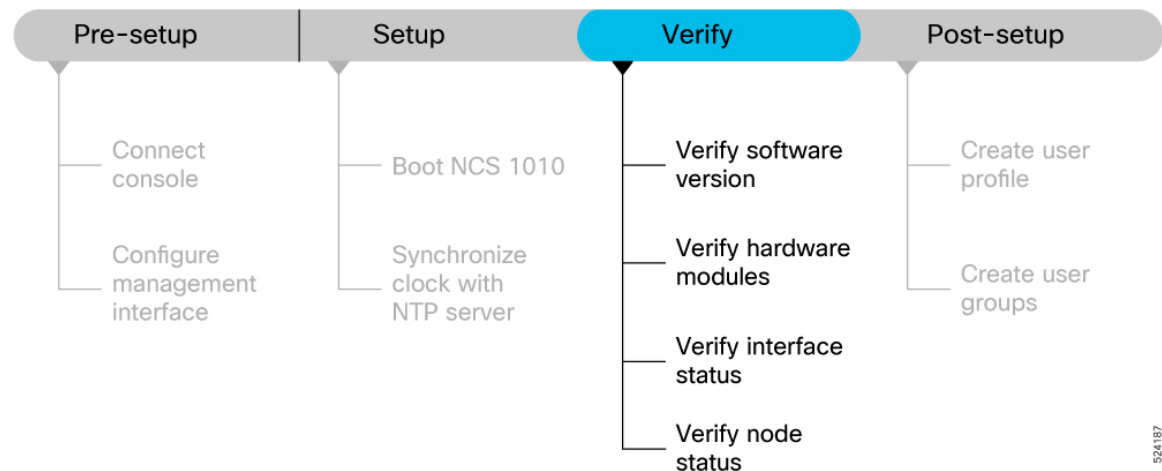 Pre-setup
Setup
Verify
Post-setup
Connect
console
Configure
management
interface
Boot NCS 1010
Synchronize
clock with
NTP server
Verify software
version
Verify hardware
modules
Verify interface
status
Verify node
status
Create user
profile
Create user
groups
524187